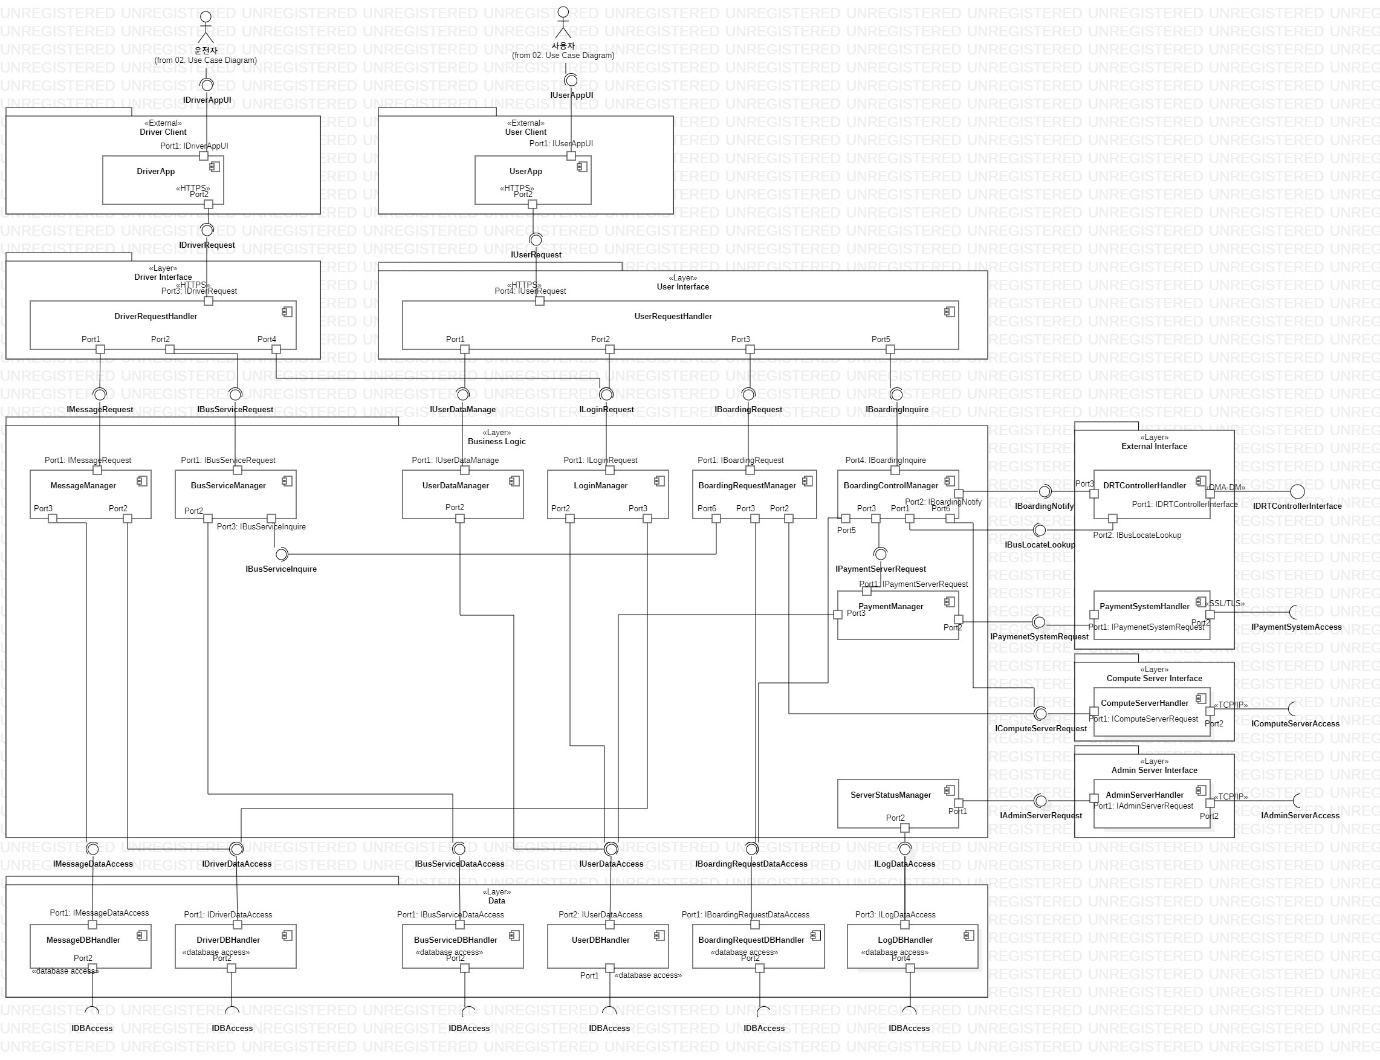 운전자
(from 02. Use Case Diagram)
사용자
(from 02. Use Case Diagram)
IDriverAppUI
IUserAppUI
«External»
Driver Client
Port1: IDriverAppUI
DriverApp
«HTTPS»
Port2
«External»
User Client
Port1: IUserAppUI
UserApp
«HTTPS»
Port2
IDriverRequest
IUserRequest
«Layer»
Driver Interface
«HTTPS»
Port3: IDriverRequest
DriverRequestHandler
Port1
Port2
Port4
«Layer»
User Interface
«HTTPS»
Port4: IUserRequest
UserRequestHandler
Port1
Port2
Port3
Port5
IMessageRequest
IBusServiceRequest
IUserDataManage
ILoginRequest
IBoardingRequest
IBoardingInquire
«Layer»
Business Logic
Port1: IMessageRequest
MessageManager
Port3
Port2
Port1: IBusServiceRequest
BusServiceManager
Port2
Port3: IBusServiceInquire
IBusServiceInquire
Port1: IUserDataManage
UserDataManager
Port2
Port1: ILoginRequest
LoginManager
Port2
Port3
Port1: IBoardingRequest
BoardingRequestManager
Port6
Port3
Port2
Port4: IBoardingInquire
BoardingControlManager
Port2: IBoardingNotify
Port3
Port1
Port6
Port5
IPaymentServerRequest
Port1: IPaymentServerRequest
PaymentManager
Port3
Port2
ServerStatusManager
Port1
Port2
IBoardingNotify
IBusLocateLookup
IPaymenetSystemRequest
IComputeServerRequest
IAdminServerRequest
«Layer»
External Interface
Port3
DRTControllerHandler
«DMA-DM»
Port1: IDRTControllerInterface
Port2: IBusLocateLookup
IDRTControllerInterface
PaymentSystemHandler
«SSL/TLS»
Port1: IPaymenetSystemRequest
Port2
IPaymentSystemAccess
«Layer»
Compute Server Interface
ComputeServerHandler
«TCP/IP»
Port1: IComputeServerRequest
Port2
IComputeServerAccess
«Layer»
Admin Server Interface
AdminServerHandler
«TCP/IP»
Port1: IAdminServerRequest
Port2
IAdminServerAccess
IMessageDataAccess
IDriverDataAccess
IBusServiceDataAccess
IUserDataAccess
IBoardingRequestDataAccess
ILogDataAccess
«Layer»
Data
Port1: IMessageDataAccess
MessageDBHandler
Port2
«database access»
Port1: IDriverDataAccess
DriverDBHandler
«database access»
Port2
Port1: IBusServiceDataAccess
BusServiceDBHandler
«database access»
Port2
Port2: IUserDataAccess
UserDBHandler
Port1
«database access»
Port1: IBoardingRequestDataAccess
BoardingRequestDBHandler
«database access»
Port2
Port3: ILogDataAccess
LogDBHandler
«database access»
Port4
IDBAccess
IDBAccess
IDBAccess
IDBAccess
IDBAccess
IDBAccess
UNREGISTERED